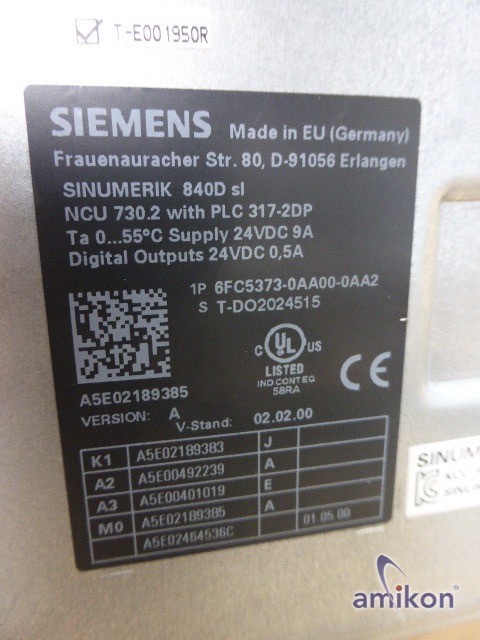 T-E001950R
SIEMENS Made in EU (Germany)
Frauenauracher Str. 80, D-91056 Erlangen
SINUMERIK 840D sl
NCU 730.2 with PLC 317-2DP
Ta 0...55°C Supply 24VDC 9A
Digital Outputs 24VDC 0,5A
1P 6FC5373-0AA00-0AA2
S T-DO2024515
C UL US
LISTED
IND CONT EQ
58RA
CE
A5E02189385
VERSION: A V-Stand: 02.02.00
K1 A5E02189383 J
A2 A5E00492239 A
A3 A5E00401019 E
M0 A5E02189385 A
A5E02464536C 01.05.00
SINUM
amikon